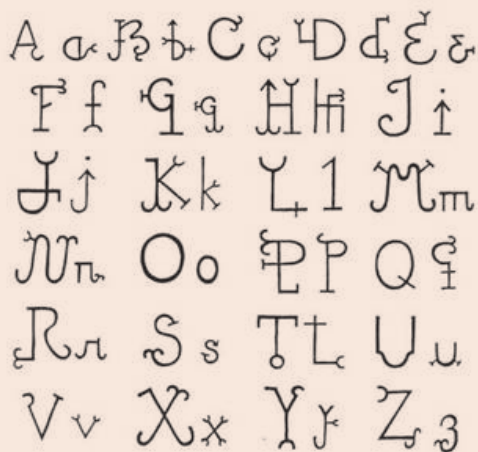 A a B b C c D d E e
F f G g H h I i
J j K k L l M m
N n O o P p Q q
R r S s T t U u
V v X x Y y Z z